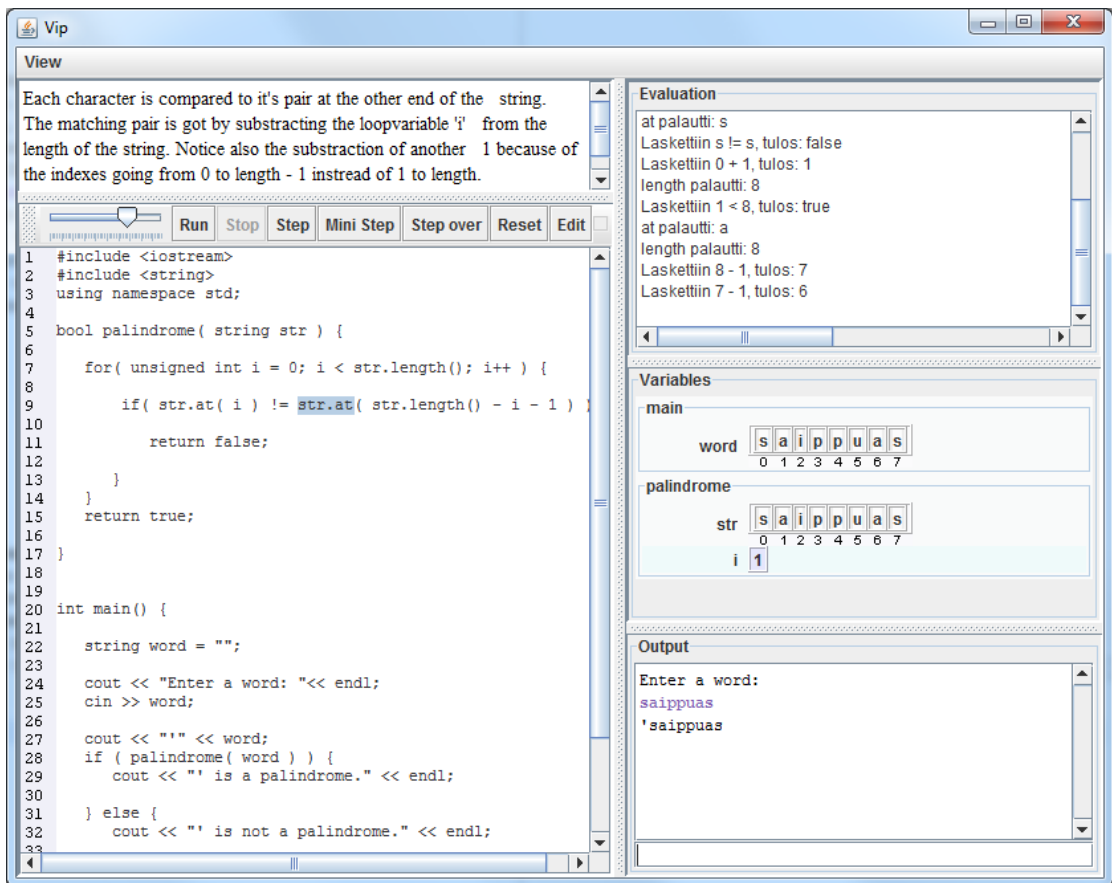 Vip
View
Each character is compared to it's pair at the other end of the string.
The matching pair is got by substracting the loopvariable 'i' from the
length of the string. Notice also the substraction of another 1 because of
the indexes going from 0 to length - 1 instread of 1 to length.
Run Stop Step Mini Step Step over Reset Edit
1 #include <iostream>
2 #include <string>
3 using namespace std;
4
5 bool palindrome( string str ) {
6
7 for( unsigned int i = 0; i < str.length(); i++ ) {
8
9 if( str.at( i ) != str.at( str.length() - i - 1 ) )
10
11 return false;
12
13 }
14 }
15 return true;
16
17 }
18
19
20 int main() {
21
22 string word = "";
23
24 cout << "Enter a word: "<< endl;
25 cin >> word;
26
27 cout << "'" << word;
28 if ( palindrome( word ) ) {
29 cout << "' is a palindrome." << endl;
30
31 } else {
32 cout << "' is not a palindrome." << endl;
33
Evaluation
at palautti: s
Laskettiin s != s, tulos: false
Laskettiin 0 + 1, tulos: 1
length palautti: 8
Laskettiin 1 < 8, tulos: true
at palautti: a
length palautti: 8
Laskettiin 8 - 1, tulos: 7
Laskettiin 7 - 1, tulos: 6
Variables
main
word s a i p p u a s
0 1 2 3 4 5 6 7
palindrome
str s a i p p u a s
0 1 2 3 4 5 6 7
i 1
Output
Enter a word:
saippuas
'saippuas